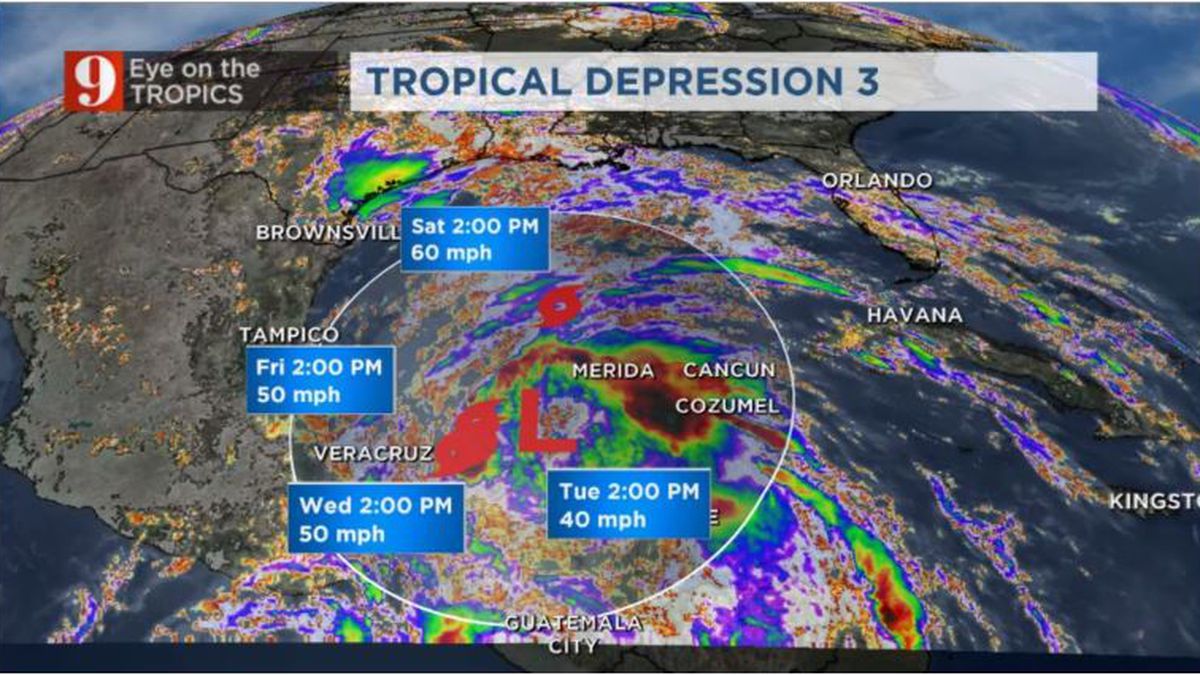 9
Eye on the
TROPICS
TROPICAL DEPRESSION 3
ORLANDO
BROWNSVILL
Sat 2:00 PM
60 mph
HAVANA
TAMPICO
Fri 2:00 PM
50 mph
MERIDA
CANCUN
COZUMEL
L
VERACRUZ
Wed 2:00 PM
50 mph
Tue 2:00 PM
40 mph
E
KINGST
GUATEMALA
CITY